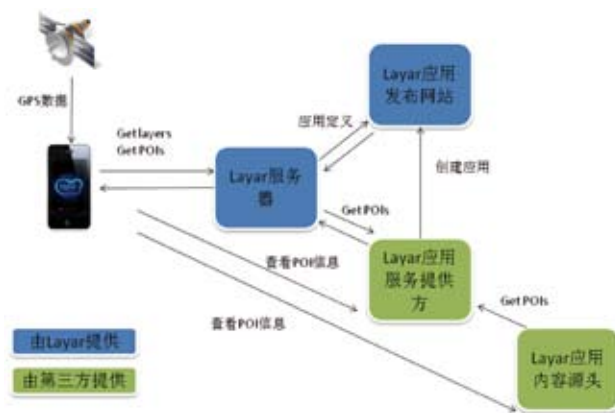 Layar应用
发布网站
GPS数据
Getlayers
GetPOIs
应用定义
Layar服务
器
创建应用
GetPOIs
查看POI信息
Layar应用
服务提供
方
GetPOIs
查看POI信息
由Layar提供
Layar应用
内容源头
由第三方提供